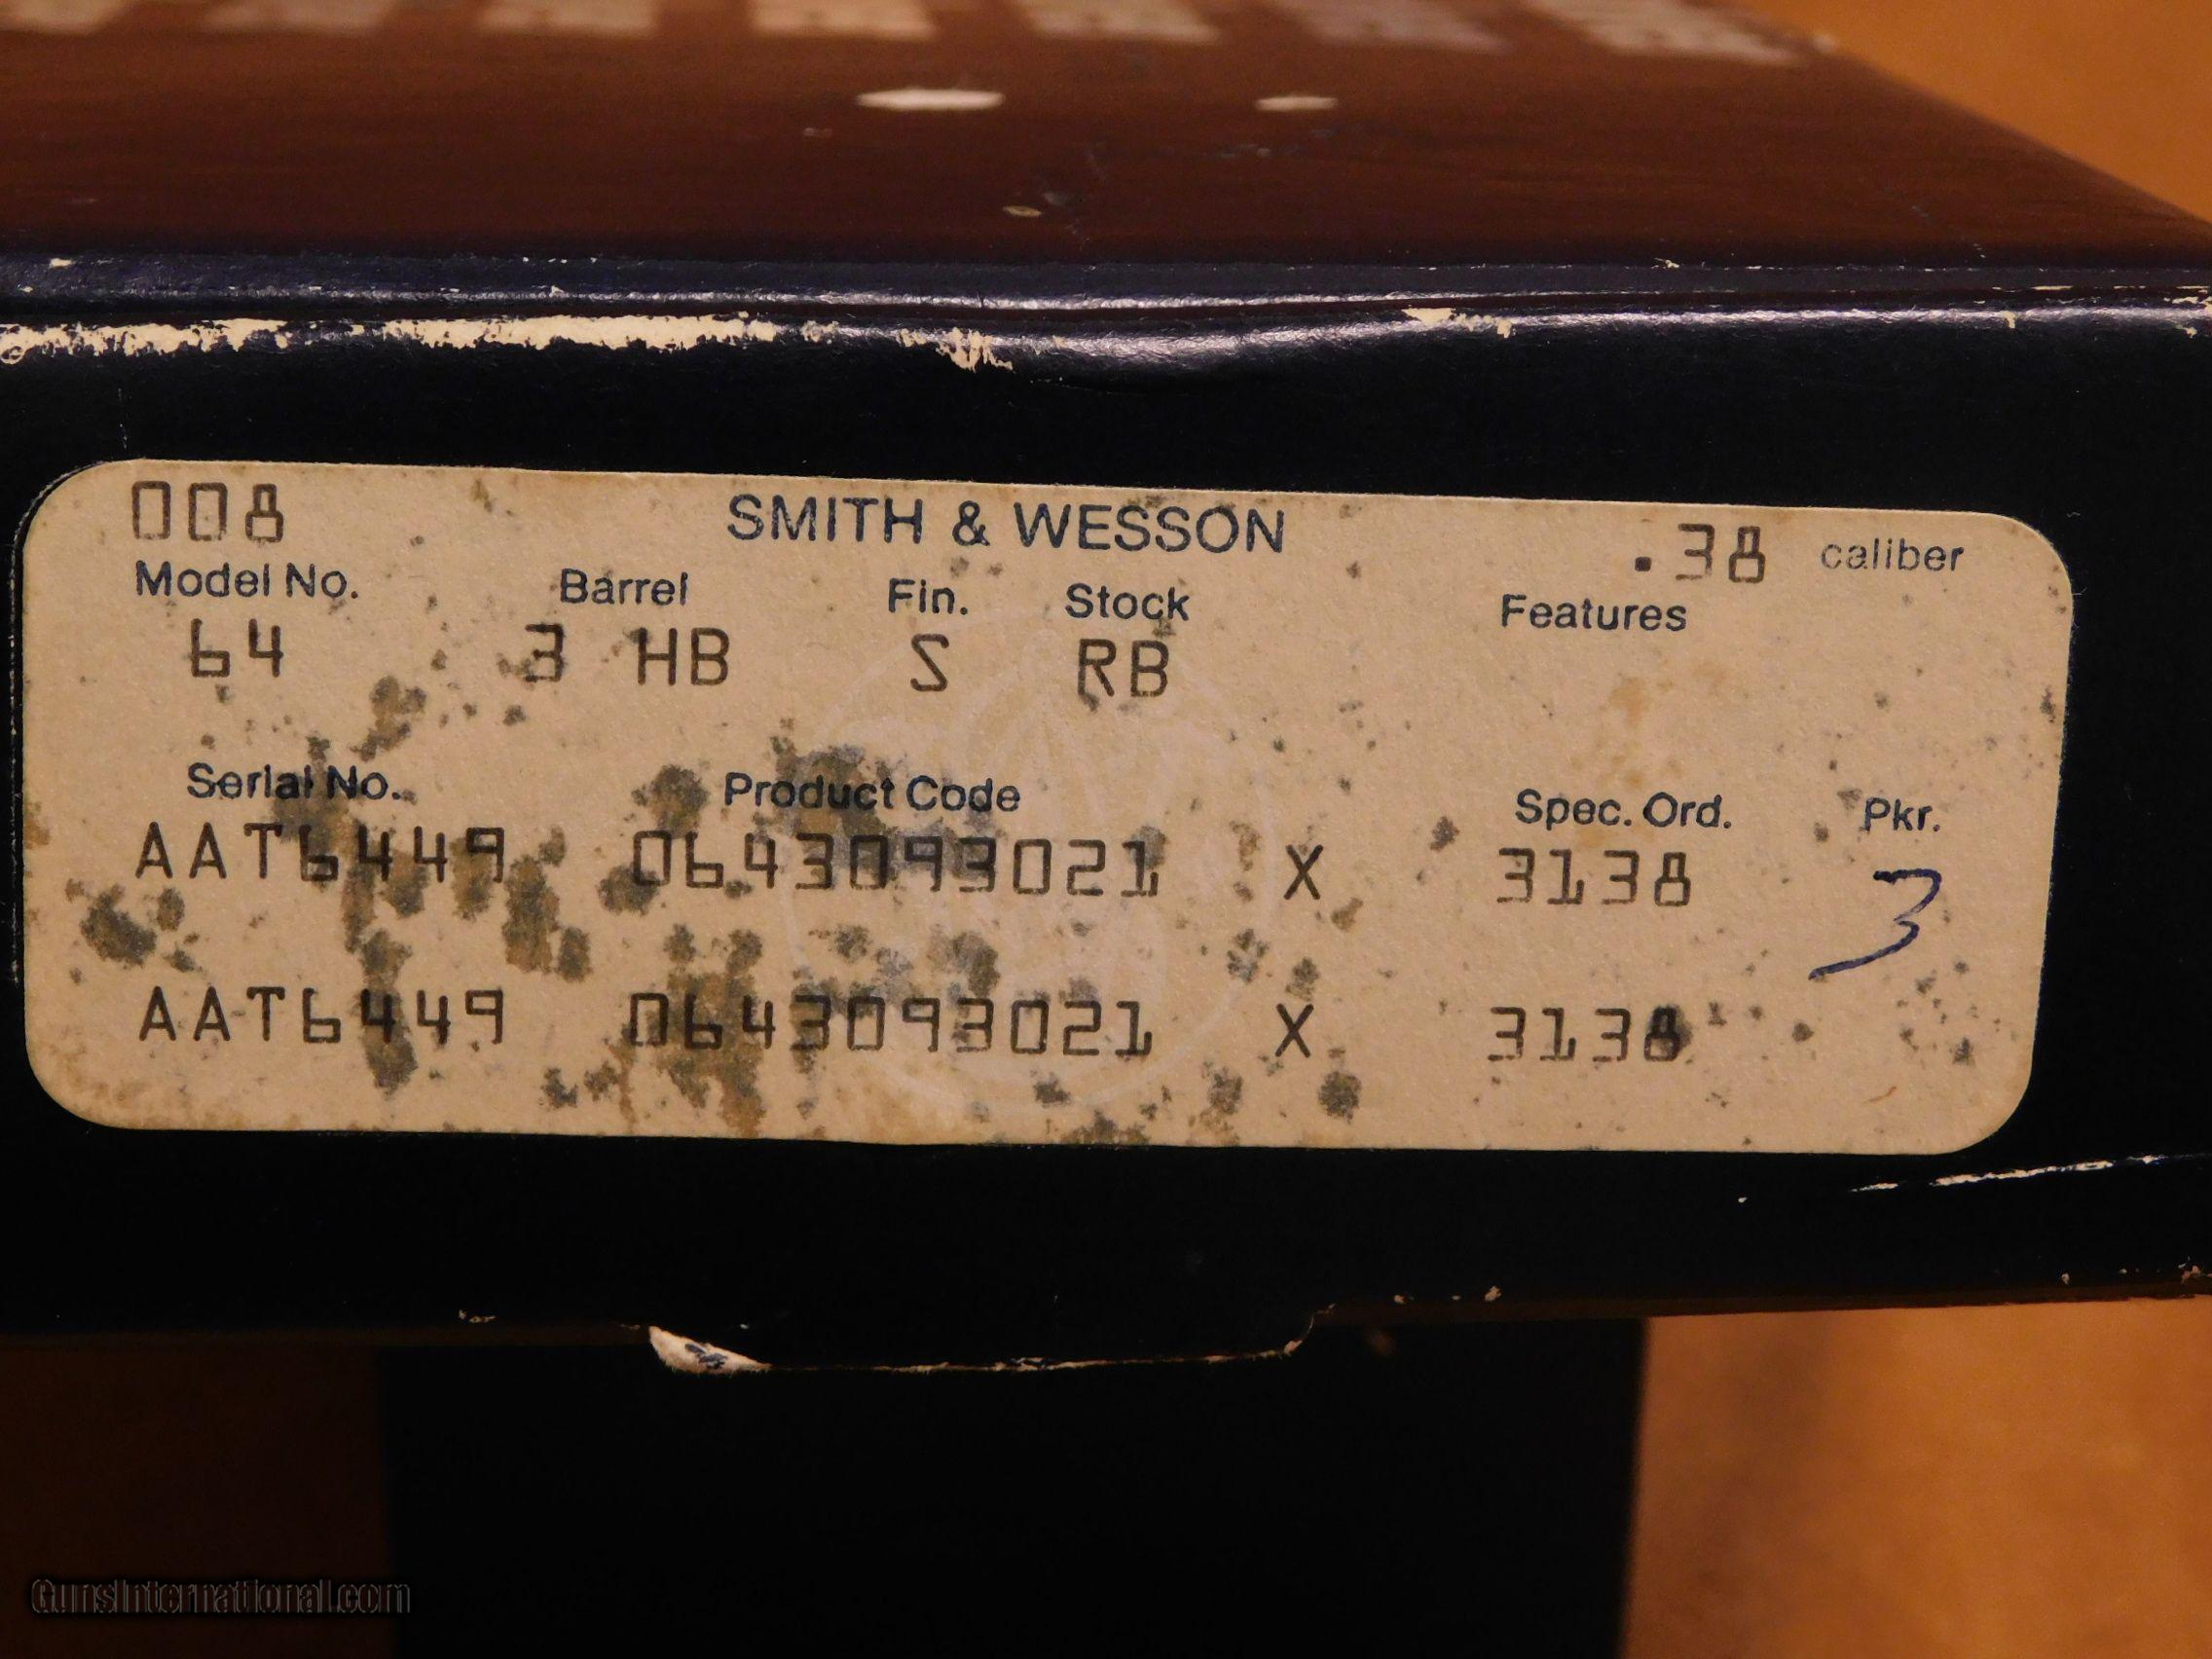 008 SMITH & WESSON .38 caliber
Model No. Barrel Fin. Stock Features
64 3 HB S RB
Serial No. Product Code Spec. Ord. Pkr.
AAT6449 0643093021 X 3138 3
AAT6449 0643093021 X 3138
GunsInternational.com